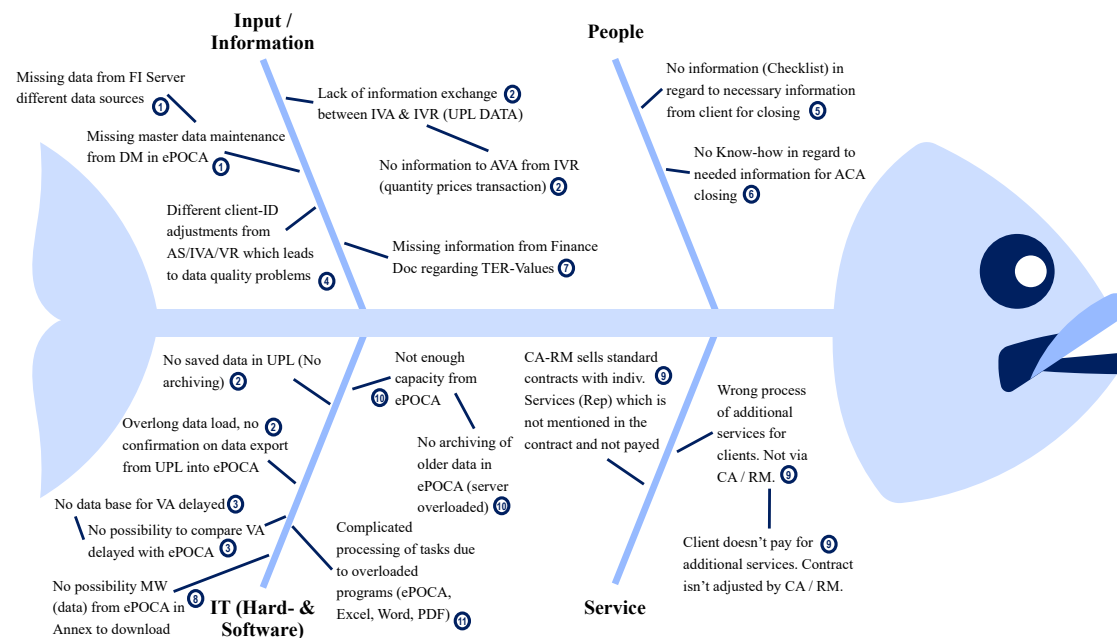 Input /
Information
Missing data from FI Server
different data sources 1
Missing master data maintenance
from DM in ePOCA 1
Different client-ID
adjustments from
AS/IVA/VR which leads
to data quality problems 4
Lack of information exchange 2
between IVA & IVR (UPL DATA)
No information to AVA from IVR
(quantity prices transaction) 2
Missing information from Finance
Doc regarding TER-Values 7
People
No information (Checklist) in
regard to necessary information
from client for closing 5
No Know-how in regard to
needed information for ACA
closing 6
No saved data in UPL (No
archiving) 2
Overlong data load, no 2
confirmation on data export
from UPL into ePOCA
No data base for VA delayed 3
No possibility to compare VA
delayed with ePOCA 3
No possibility MW 8
(data) from ePOCA in
Annex to download
Not enough
capacity from
10 ePOCA
No archiving of
older data in
ePOCA (server
overloaded) 10
Complicated
processing of tasks due
to overloaded
programs (ePOCA,
Excel, Word, PDF) 11
IT (Hard- &
Software)
CA-RM sells standard
contracts with indiv. 9
Services (Rep) which is
not mentioned in the
contract and not payed
Wrong process
of additional
services for
clients. Not via
CA / RM. 9
Client doesn't pay for 9
additional services. Contract
isn't adjusted by CA / RM.
Service